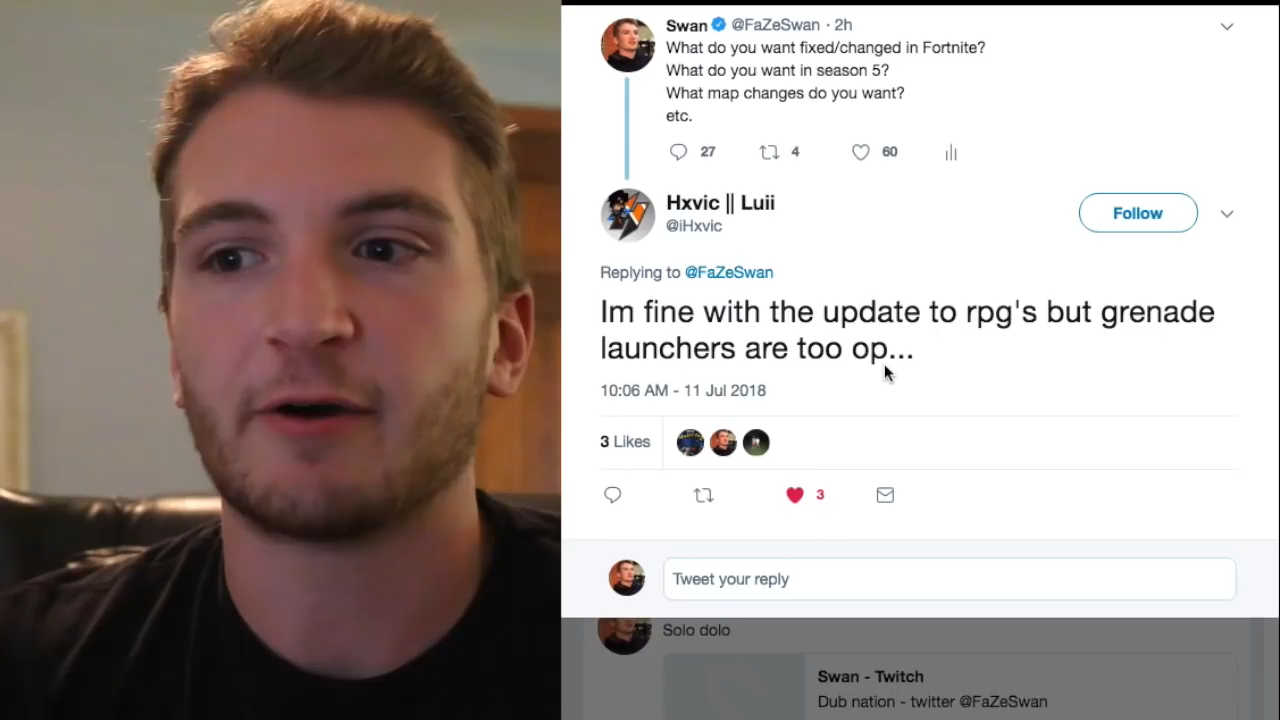 Swan @FaZeSwan · 2h
What do you want fixed/changed in Fortnite?
What do you want in season 5?
What map changes do you want?
etc.
27 4 60
Hxvic || Luii
@iHxvic
Follow
Replying to @FaZeSwan
Im fine with the update to rpg's but grenade
launchers are too op...
10:06 AM - 11 Jul 2018
3 Likes
3
Tweet your reply
Solo dolo
Swan - Twitch
Dub nation - twitter @FaZeSwan